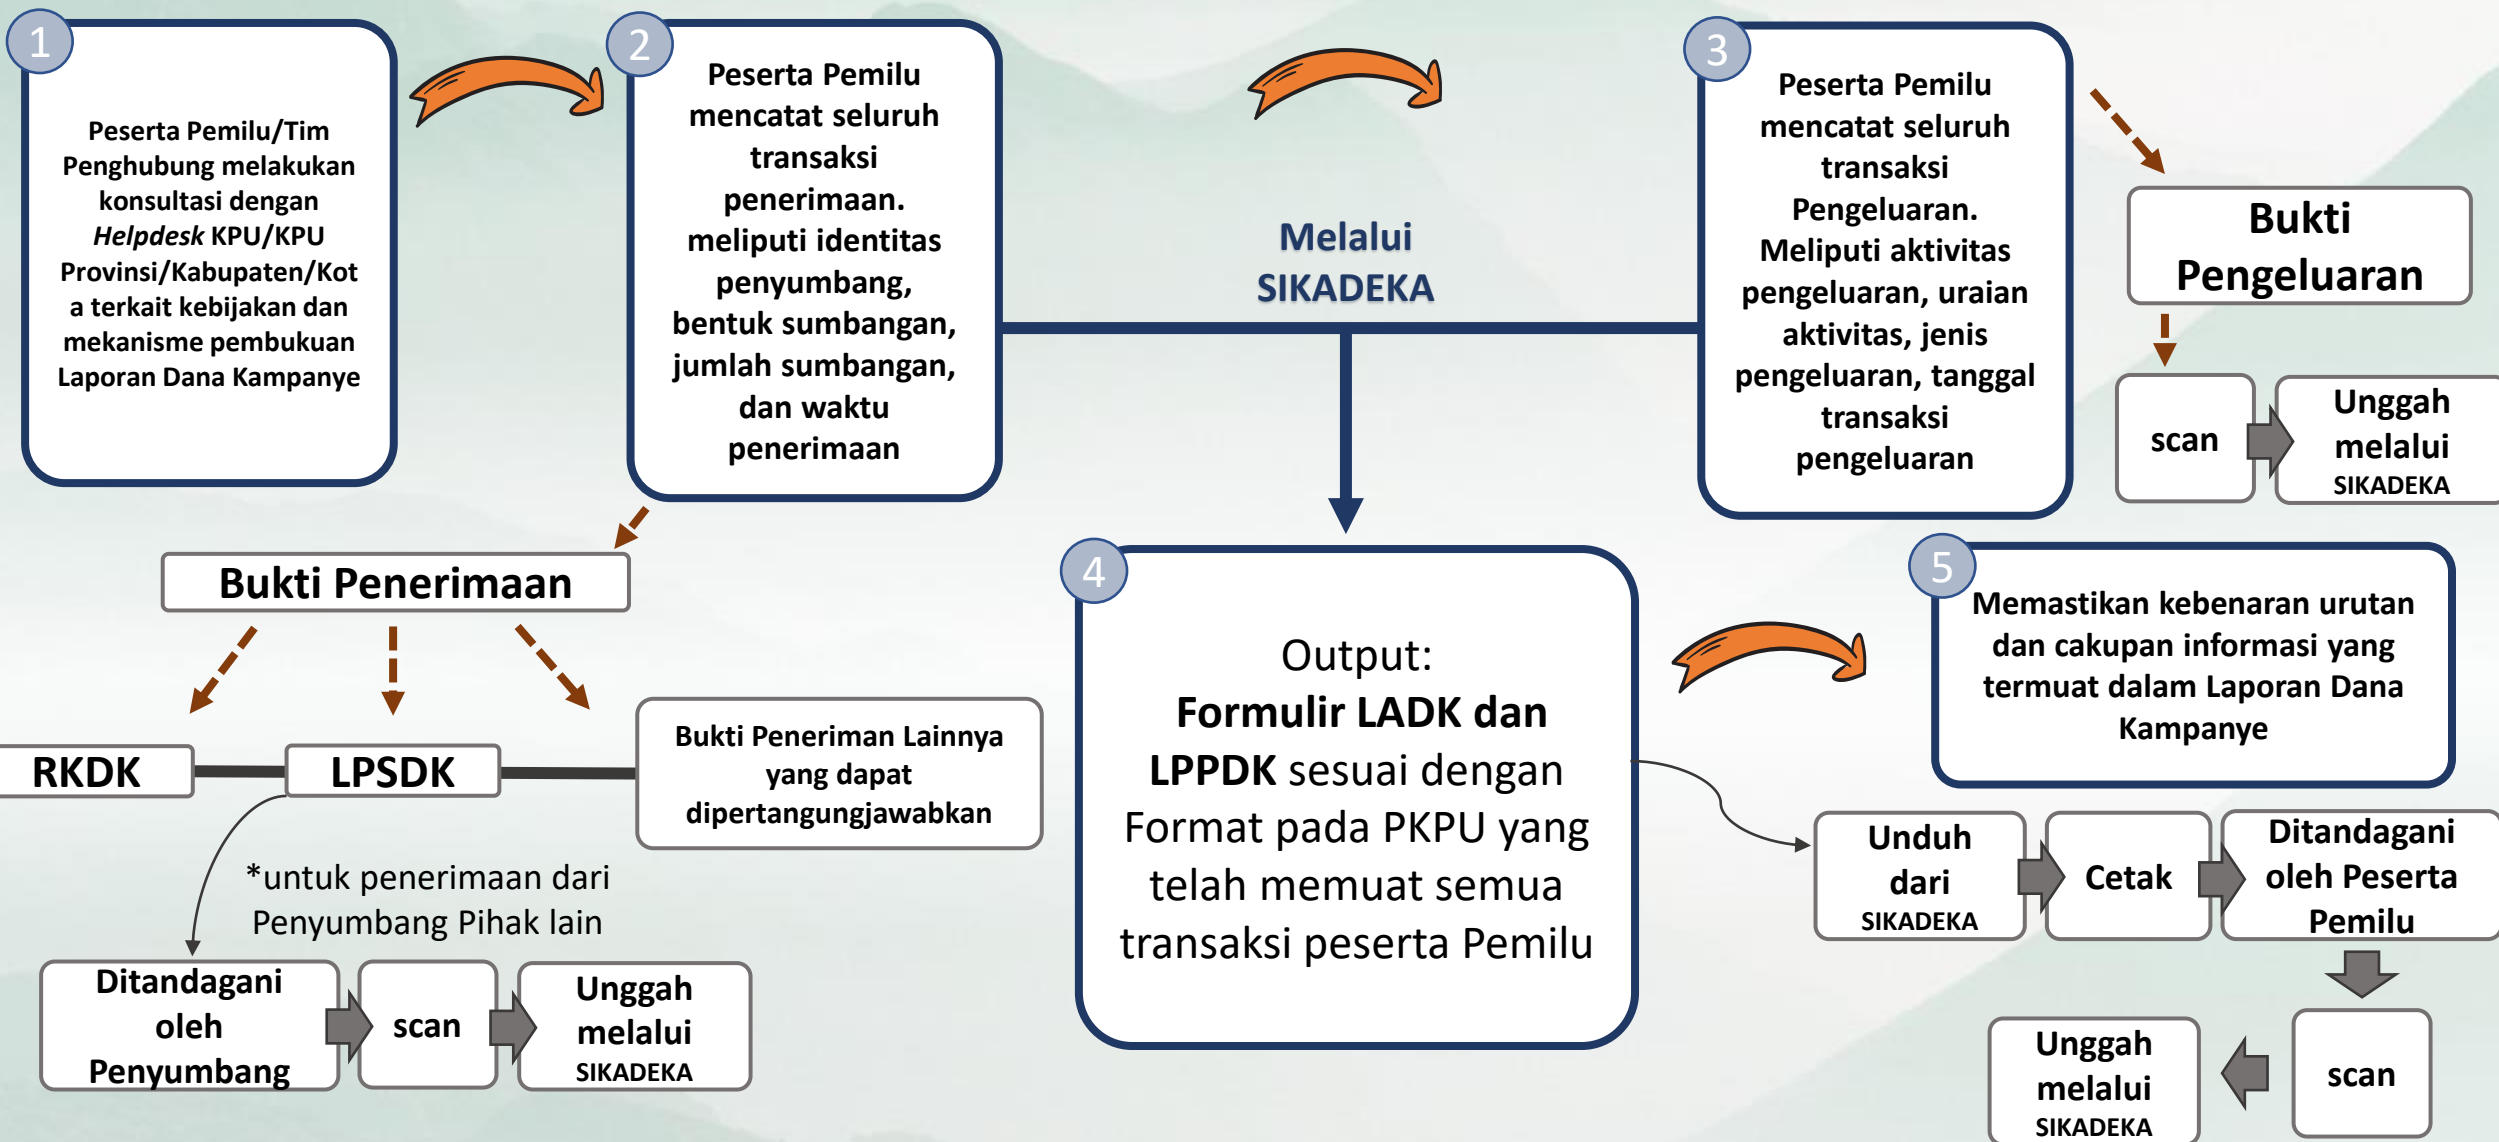 1
Peserta Pemilu/Tim
Penghubung melakukan
konsultasi dengan
Helpdesk KPU/KPU
Provinsi/Kabupaten/Kot
a terkait kebijakan dan
mekanisme pembukuan
Laporan Dana Kampanye
2
Peserta Pemilu
mencatat seluruh
transaksi
penerimaan.
meliputi identitas
penyumbang,
bentuk sumbangan,
jumlah sumbangan,
dan waktu
penerimaan
Melalui
SIKADEKA
3
Peserta Pemilu
mencatat seluruh
transaksi
Pengeluaran.
Meliputi aktivitas
pengeluaran, uraian
aktivitas, jenis
pengeluaran, tanggal
transaksi
pengeluaran
Bukti
Pengeluaran
scan
Unggah
melalui
SIKADEKA
Bukti Penerimaan
RKDK
LPSDK
Bukti Peneriman Lainnya
yang dapat
dipertangungjawabkan
*untuk penerimaan dari
Penyumbang Pihak lain
Ditandagani
oleh
Penyumbang
scan
Unggah
melalui
SIKADEKA
4
Output:
Formulir LADK dan
LPPDK sesuai dengan
Format pada PKPU yang
telah memuat semua
transaksi peserta Pemilu
5
Memastikan kebenaran urutan
dan cakupan informasi yang
termuat dalam Laporan Dana
Kampanye
Unduh
dari
SIKADEKA
Cetak
Ditandagani
oleh Peserta
Pemilu
scan
Unggah
melalui
SIKADEKA